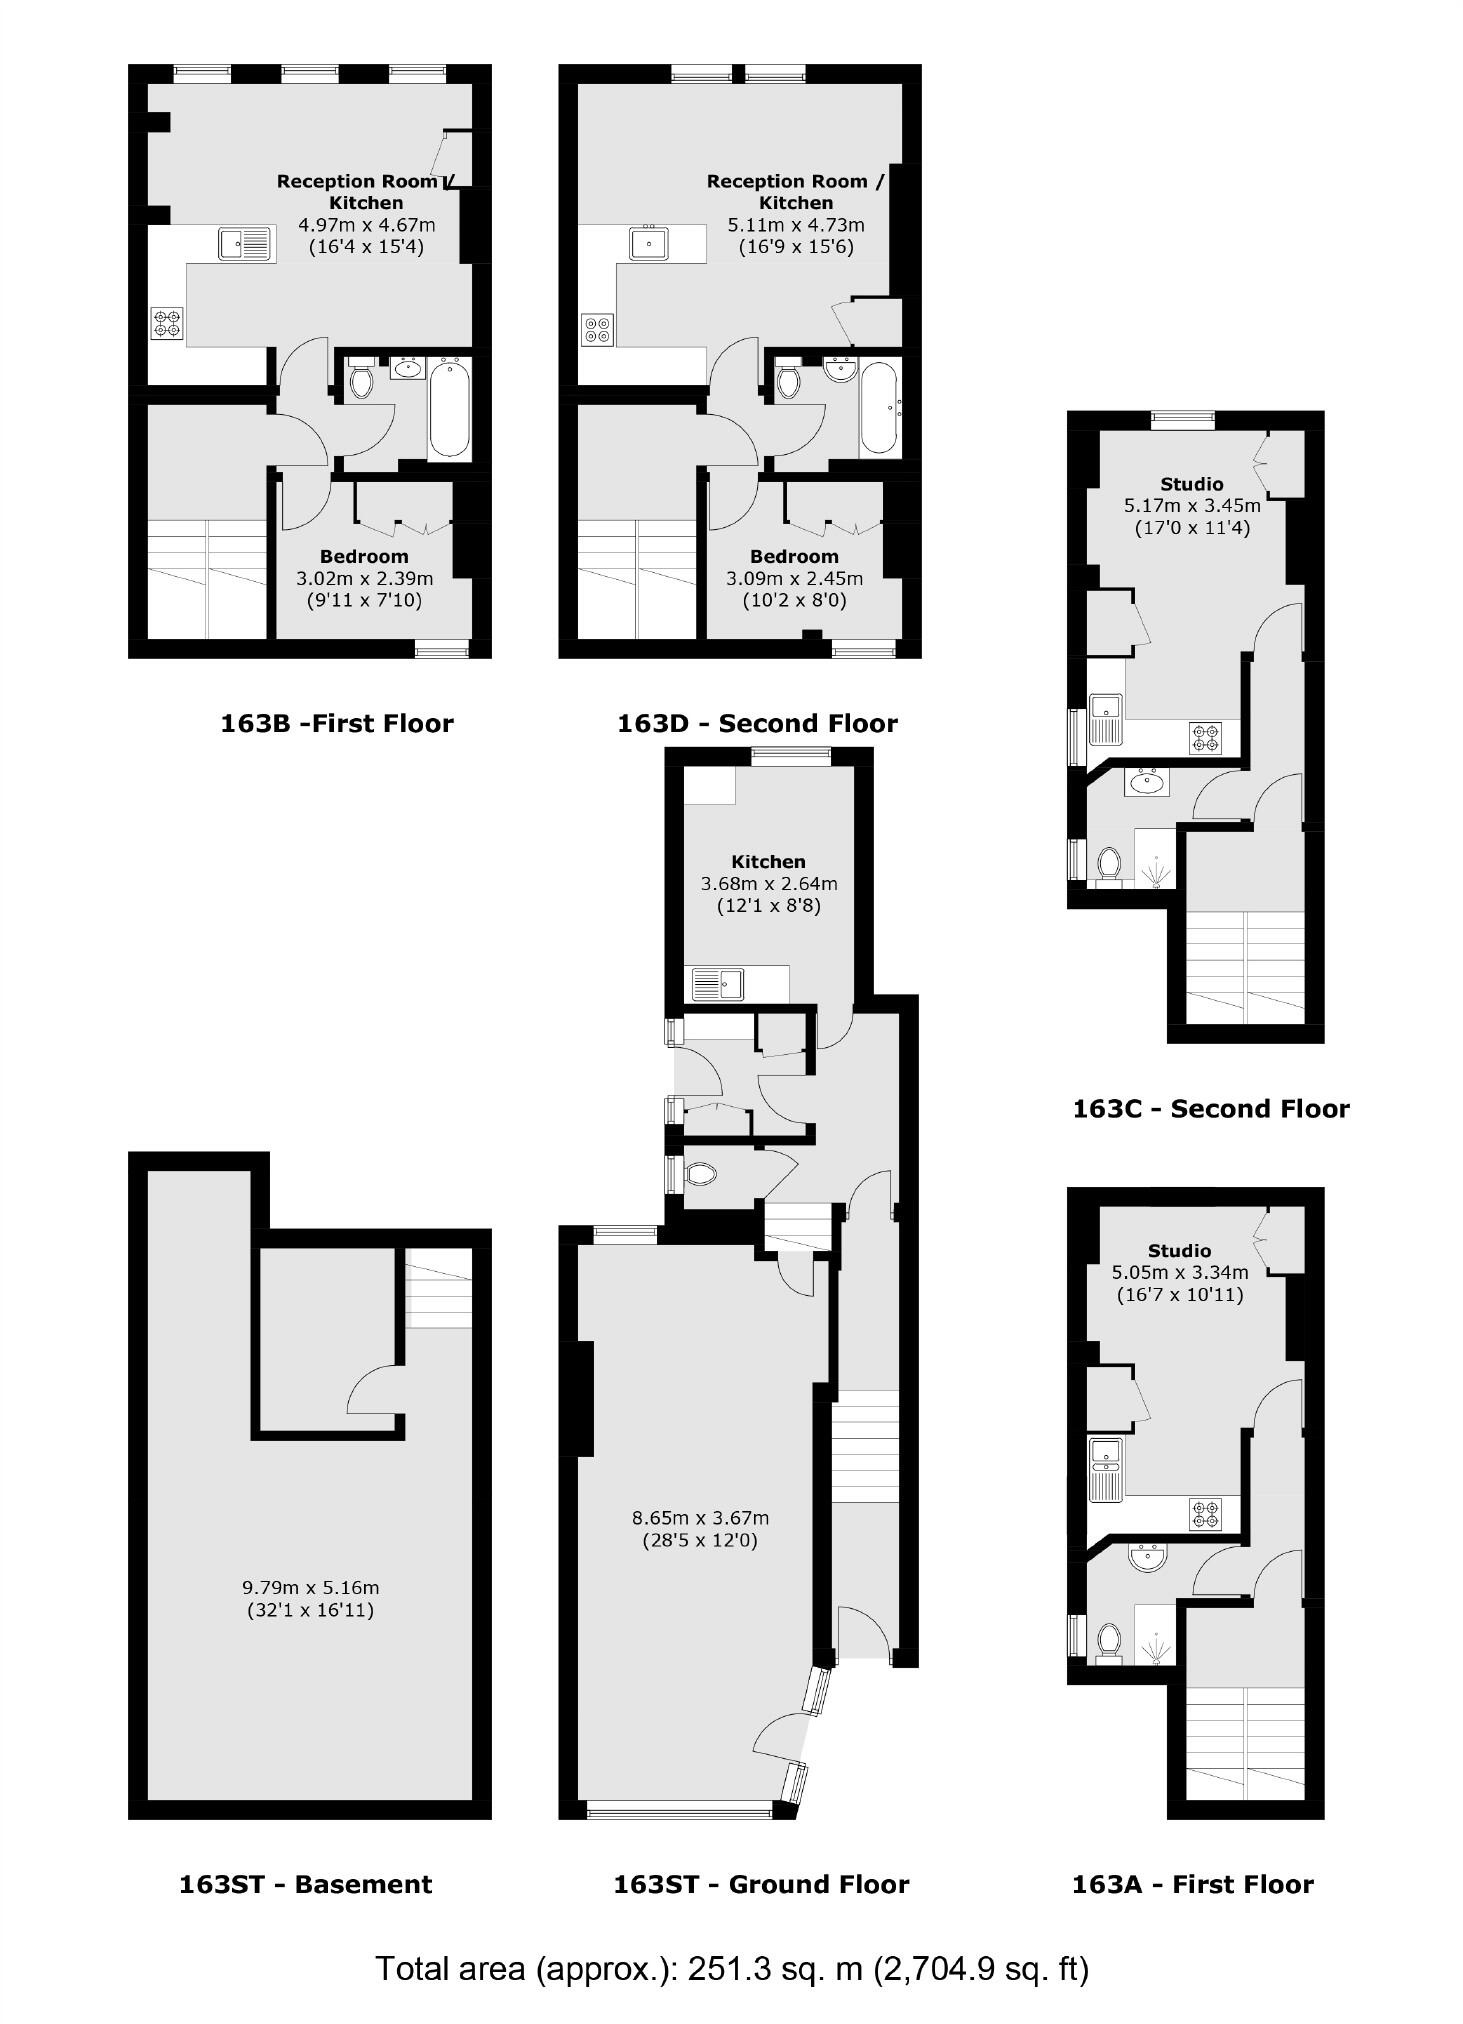 Reception Room /
Kitchen
4.97m x 4.67m
(16'4 x 15'4)
Bedroom
3.02m x 2.39m
(9'11 x 7'10)
163B -First Floor
Reception Room /
Kitchen
5.11m x 4.73m
(16'9 x 15'6)
Bedroom
3.09m x 2.45m
(10'2 x 8'0)
163D - Second Floor
Studio
5.17m x 3.45m
(17'0 x 11'4)
163C - Second Floor
Kitchen
3.68m x 2.64m
(12'1 x 8'8)
8.65m x 3.67m
(28'5 x 12'0)
163ST - Ground Floor
9.79m x 5.16m
(32'1 x 16'11)
163ST - Basement
Studio
5.05m x 3.34m
(16'7 x 10'11)
163A - First Floor
Total area (approx.): 251.3 sq. m (2,704.9 sq. ft)